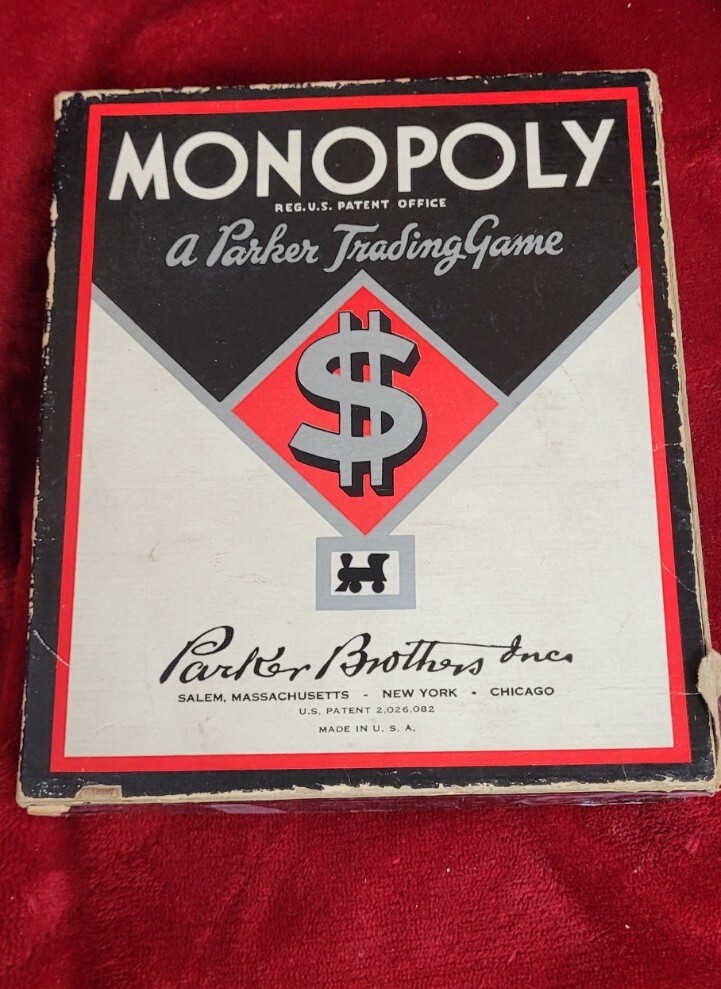 MONOPOLY
REG. U.S. PATENT OFFICE
A Parker Trading Game
$
Parker Brothers Inc.
SALEM, MASSACHUSETTS - NEW YORK • CHICAGO
U.S. PATENT 2,026,082
MADE IN U. S. A.